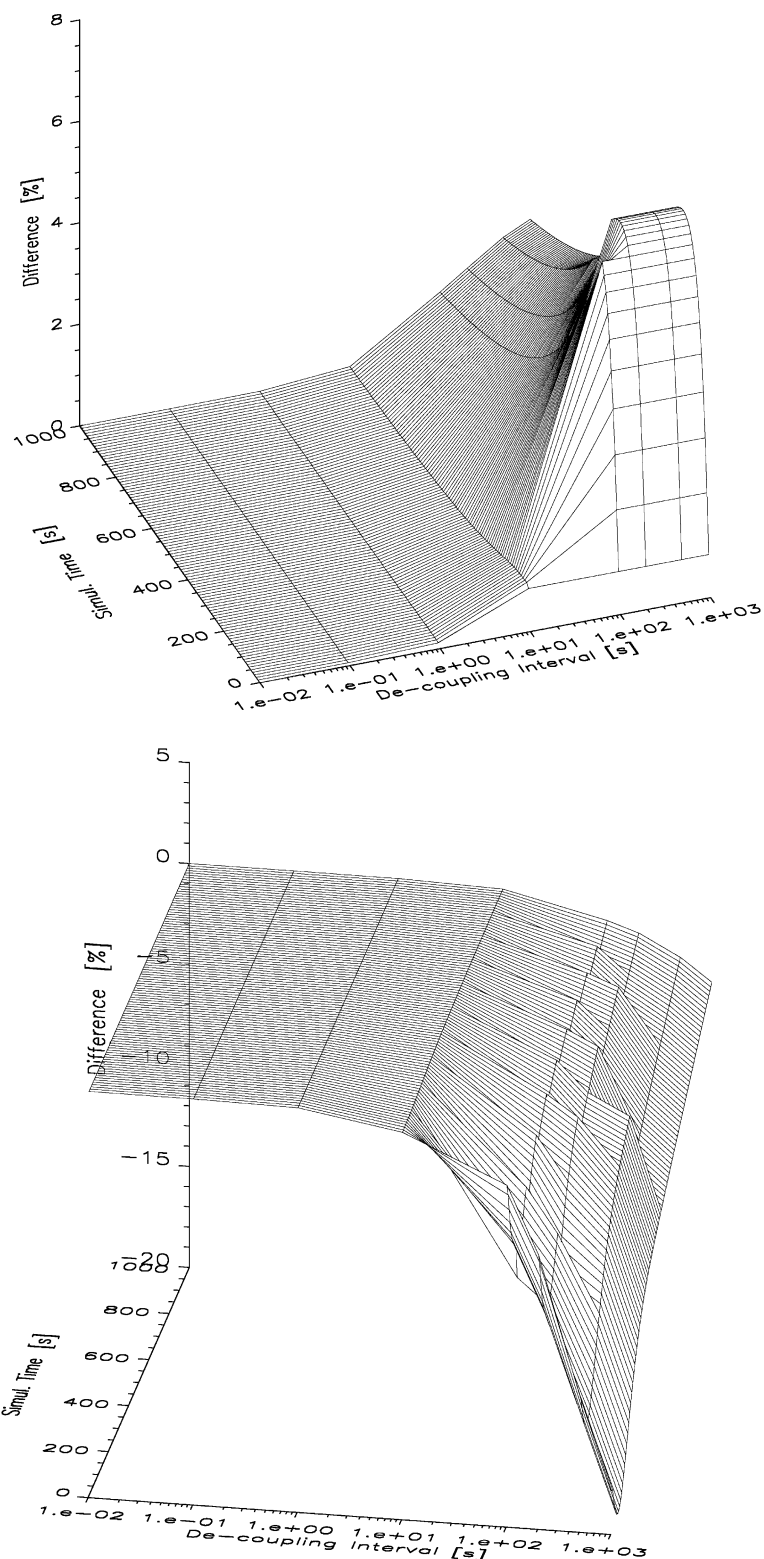 8
6
4
2
0
Difference [%]
1000
800
600
400
200
0
Simul. Time [s]
1.e-02 1.e-01 1.e+00 1.e+01 1.e+02 1.e+03
De-coupling Interval [s]
5
0
-5
-10
-15
-20
Difference [%]
1000
800
600
400
200
0
Simul. Time [s]
1.e-02 1.e-01 1.e+00 1.e+01 1.e+02 1.e+03
De-coupling Interval [s]